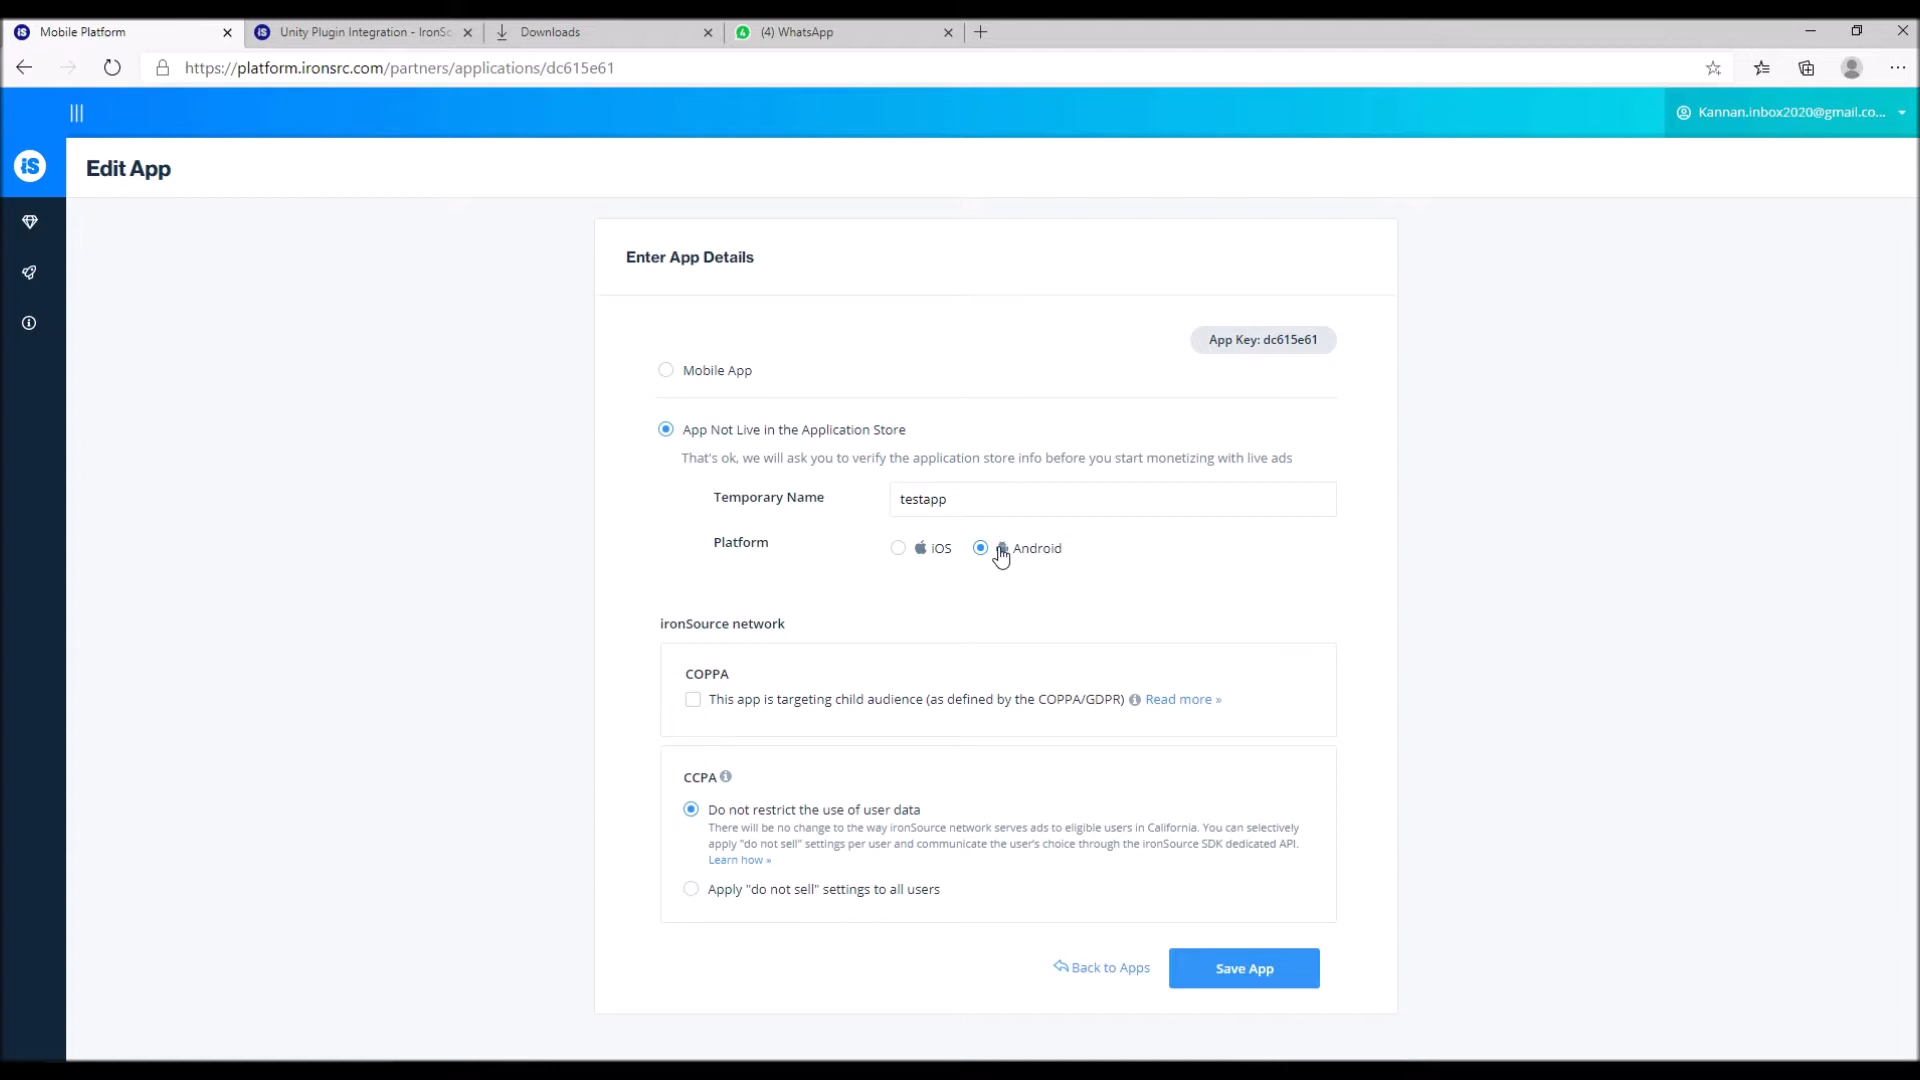 Mobile Platform
Unity Plugin Integration - IronSc
Downloads
(4) WhatsApp
https://platform.ironsrc.com/partners/applications/dc615e61
Kannan.inbox2020@gmail.co...
iS
Edit App
Enter App Details
App Key: dc615e61
Mobile App
App Not Live in the Application Store
That's ok, we will ask you to verify the application store info before you start monetizing with live ads
Temporary Name
testapp
Platform
iOS
Android
ironSource network
COPPA
This app is targeting child audience (as defined by the COPPA/GDPR) Read more »
CCPA
Do not restrict the use of user data
There will be no change to the way ironSource network serves ads to eligible users in California. You can selectively
apply "do not sell" settings per user and communicate the user's choice through the ironSource SDK dedicated API.
Learn how »
Apply "do not sell" settings to all users
Back to Apps
Save App